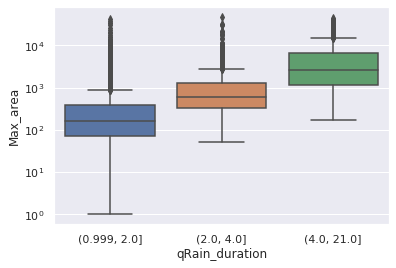 10⁴
10³
10²
10¹
10⁰
Max_area
(0.999, 2.0] (2.0, 4.0] (4.0, 21.0]
qRain_duration